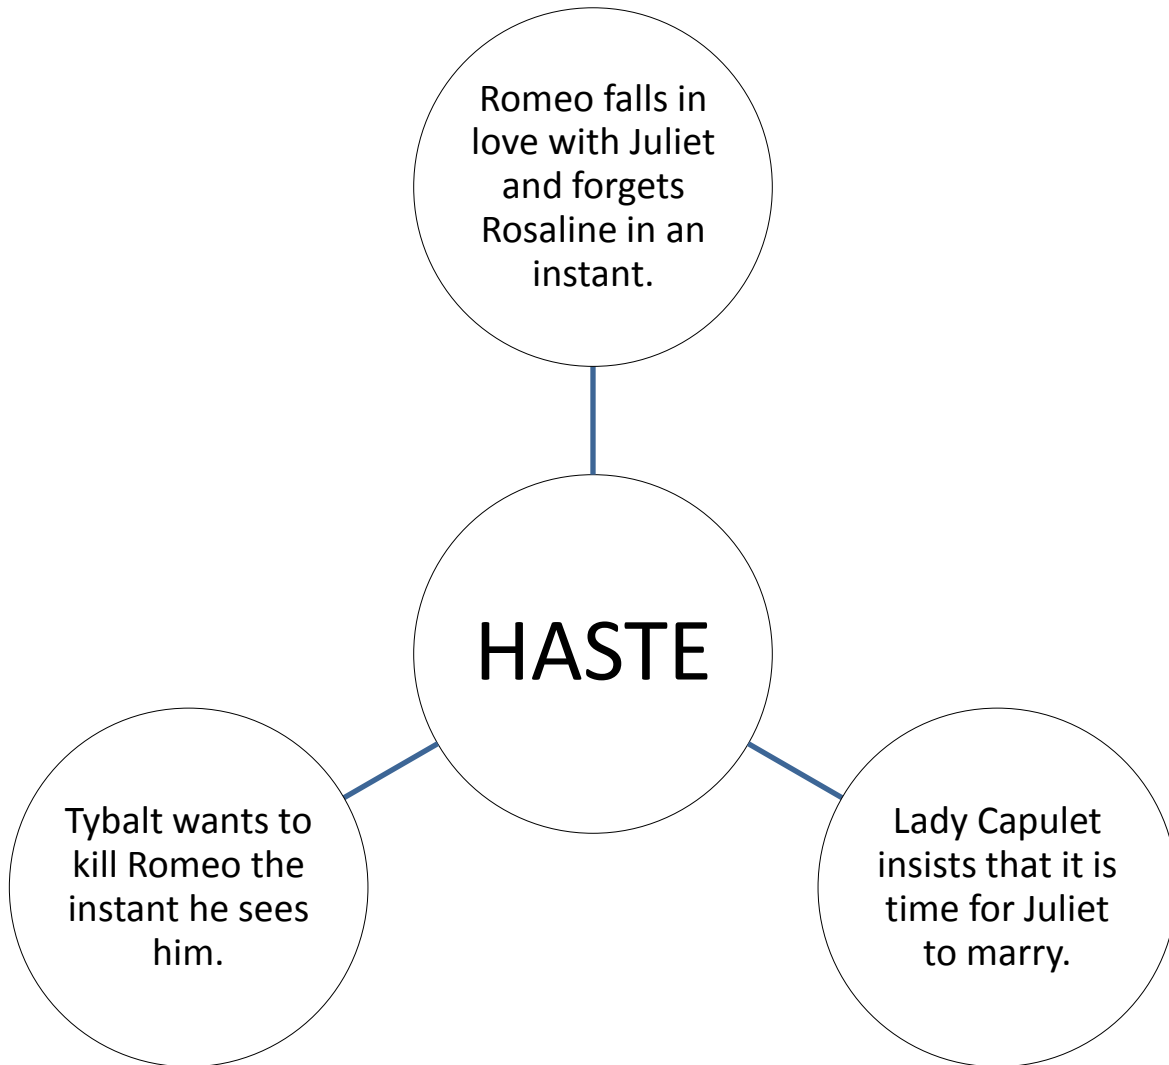 Romeo falls in
love with Juliet
and forgets
Rosaline in an
instant.
HASTE
Tybalt wants to
kill Romeo the
instant he sees
him.
Lady Capulet
insists that it is
time for Juliet
to marry.